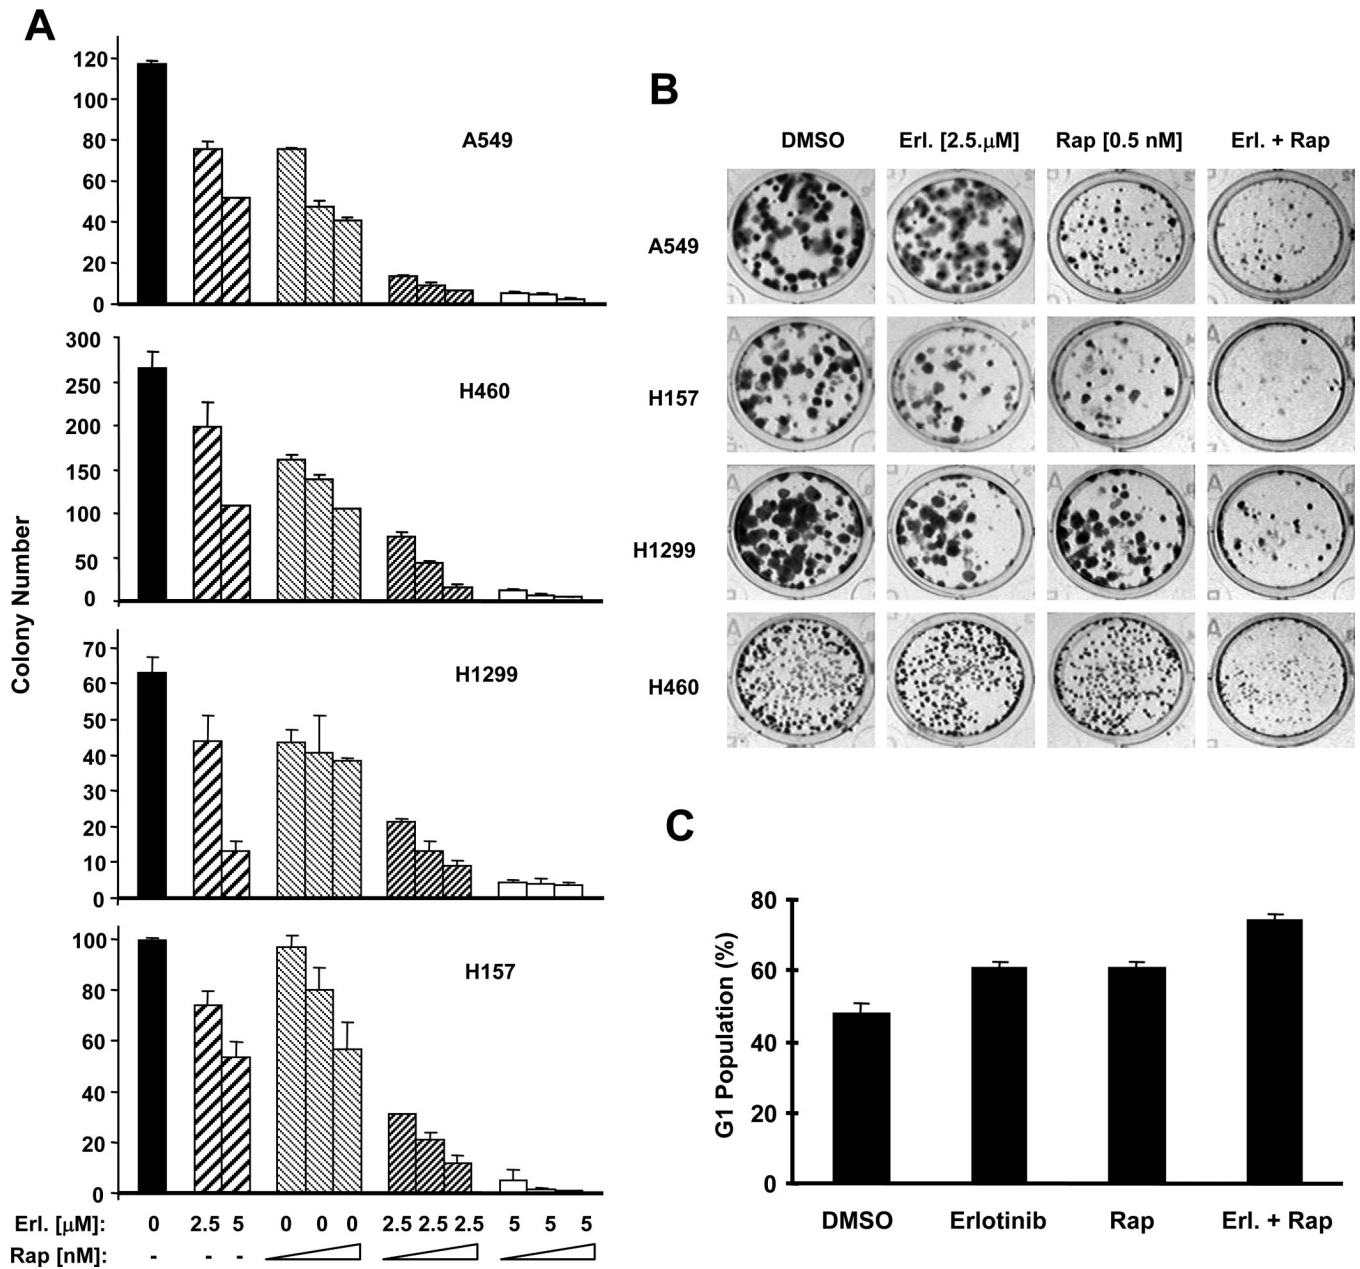 A
Colony Number
120
100
80
60
40
20
0
A549
300
250
200
150
100
50
0
H460
70
60
50
40
30
20
10
0
H1299
100
80
60
40
20
0
H157
Erl. [μM]: 0 2.5 5 0 0 0 2.5 2.5 2.5 5 5 5
Rap [nM]: - - -
B
DMSO Erl. [2.5.μM] Rap [0.5 nM] Erl. + Rap
A549
H157
H1299
H460
C
G1 Population (%)
80
60
40
20
0
DMSO Erlotinib Rap Erl. + Rap